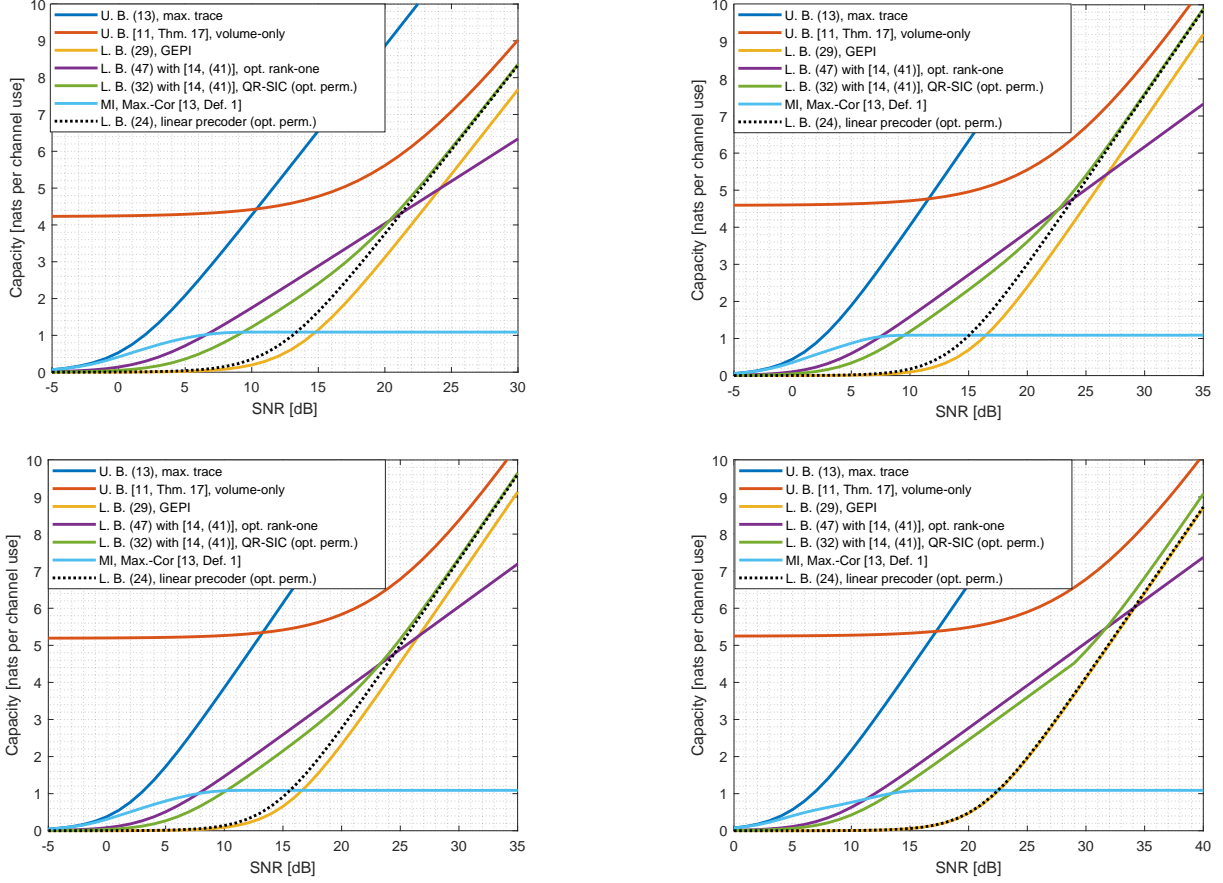 10
9
8
7
6
5
4
3
2
1
0
Capacity [nats per channel use]
U. B. (13), max. trace
U. B. [11, Thm. 17], volume-only
L. B. (29), GEPI
L. B. (47) with [14, (41)], opt. rank-one
L. B. (32) with [14, (41)], QR-SIC (opt. perm.)
MI, Max.-Cor [13, Def. 1]
L. B. (24), linear precoder (opt. perm.)
-5 0 5 10 15 20 25 30
SNR [dB]
10
9
8
7
6
5
4
3
2
1
0
Capacity [nats per channel use]
U. B. (13), max. trace
U. B. [11, Thm. 17], volume-only
L. B. (29), GEPI
L. B. (47) with [14, (41)], opt. rank-one
L. B. (32) with [14, (41)], QR-SIC (opt. perm.)
MI, Max.-Cor [13, Def. 1]
L. B. (24), linear precoder (opt. perm.)
-5 0 5 10 15 20 25 30 35
SNR [dB]
10
9
8
7
6
5
4
3
2
1
0
Capacity [nats per channel use]
U. B. (13), max. trace
U. B. [11, Thm. 17], volume-only
L. B. (29), GEPI
L. B. (47) with [14, (41)], opt. rank-one
L. B. (32) with [14, (41)], QR-SIC (opt. perm.)
MI, Max.-Cor [13, Def. 1]
L. B. (24), linear precoder (opt. perm.)
-5 0 5 10 15 20 25 30 35
SNR [dB]
10
9
8
7
6
5
4
3
2
1
0
Capacity [nats per channel use]
U. B. (13), max. trace
U. B. [11, Thm. 17], volume-only
L. B. (29), GEPI
L. B. (47) with [14, (41)], opt. rank-one
L. B. (32) with [14, (41)], QR-SIC (opt. perm.)
MI, Max.-Cor [13, Def. 1]
L. B. (24), linear precoder (opt. perm.)
0 5 10 15 20 25 30 35 40
SNR [dB]